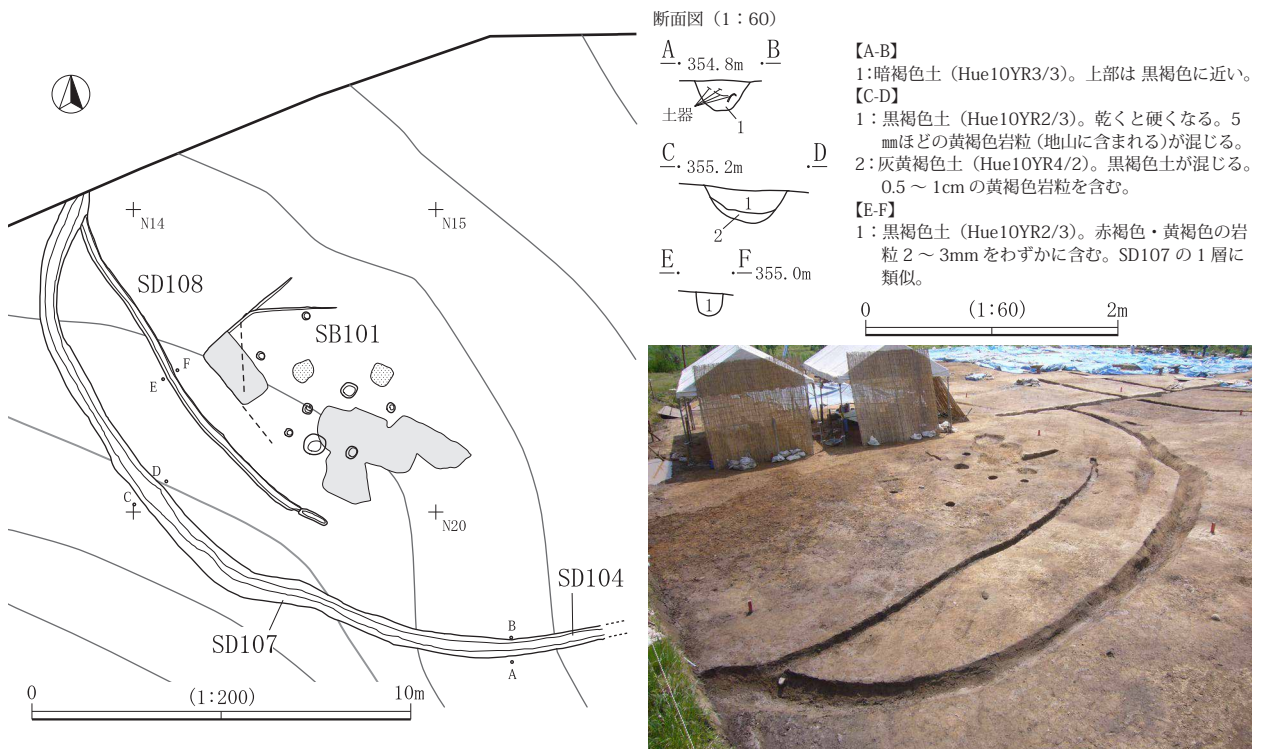 断面図（1：60）
A B
354.8m
土器
1
C D
355.2m
1
2
E F
355.0m
1
【A-B】
1：暗褐色土（Hue10YR3/3）。上部は 黒褐色に近い。
【C-D】
1：黒褐色土（Hue10YR2/3）。乾くと硬くなる。5
㎜ほどの黄褐色岩粒（地山に含まれる）が混じる。
2：灰黄褐色土（Hue10YR4/2）。黒褐色土が混じる。
0.5 ～ 1cm の黄褐色岩粒を含む。
【E-F】
1：黒褐色土（Hue10YR2/3）。赤褐色・黄褐色の岩
粒 2 ～ 3mm をわずかに含む。SD107 の 1 層に
類似。
0 (1:60) 2m
N14
N15
SD108
SB101
F
E
D
C
N20
SD104
B
SD107
A
0 (1:200) 10m